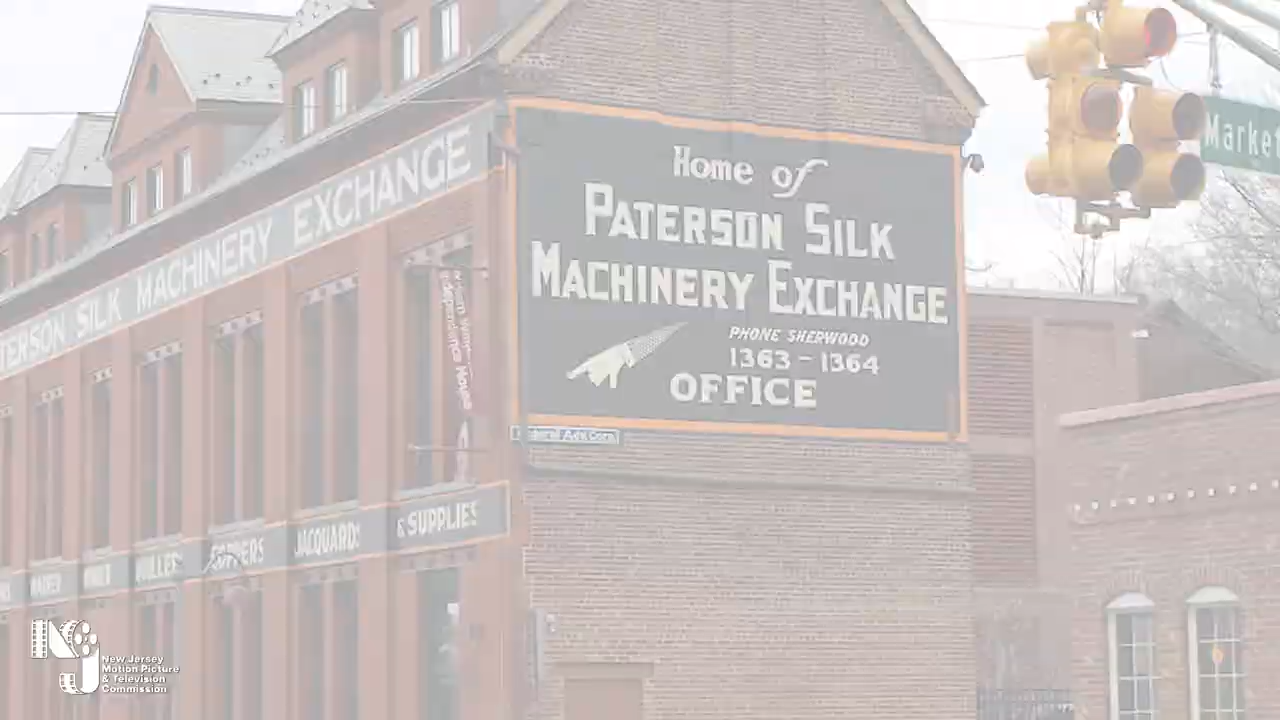 TERSON SILK MACHINERY EXCHANGE
Home of
PATERSON SILK
MACHINERY EXCHANGE
PHONE SHERWOOD
1363 - 1364
OFFICE
Market
JACQUARDS & SUPPLIES
New Jersey
Motion Picture
& Television
Commission